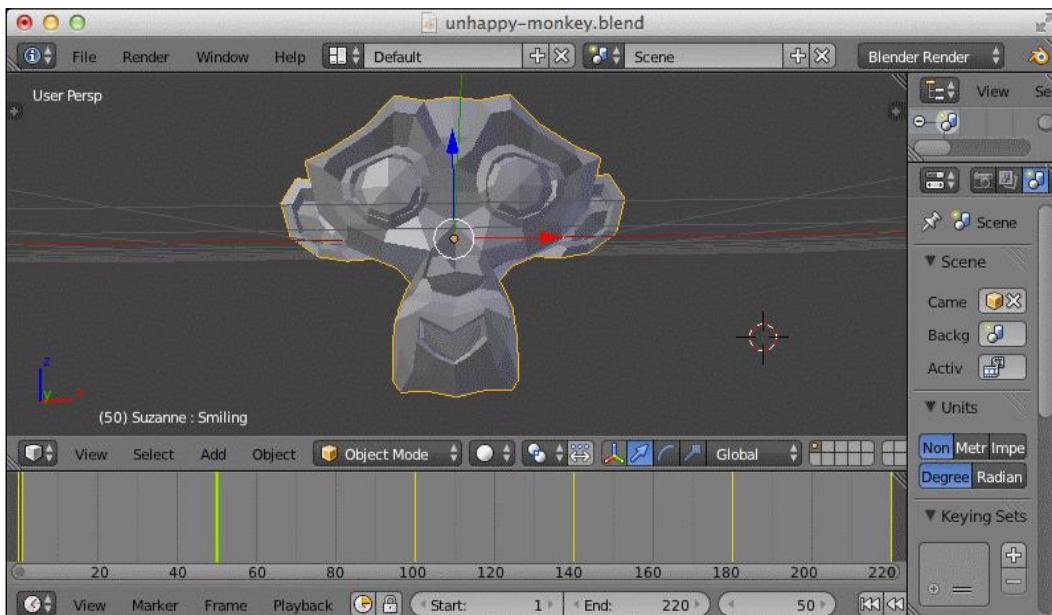 unhappy-monkey.blend
File Render Window Help Default Scene Blender Render
User Persp
View Se
Scene
Scene
Came
Backg
Activ
Units
Non Metr Impe
Degree Radian
Keying Sets
z
y x
(50) Suzanne : Smiling
View Select Add Object Object Mode Global
20 40 60 80 100 120 140 160 180 200 220
View Marker Frame Playback Start: 1 End: 220 50